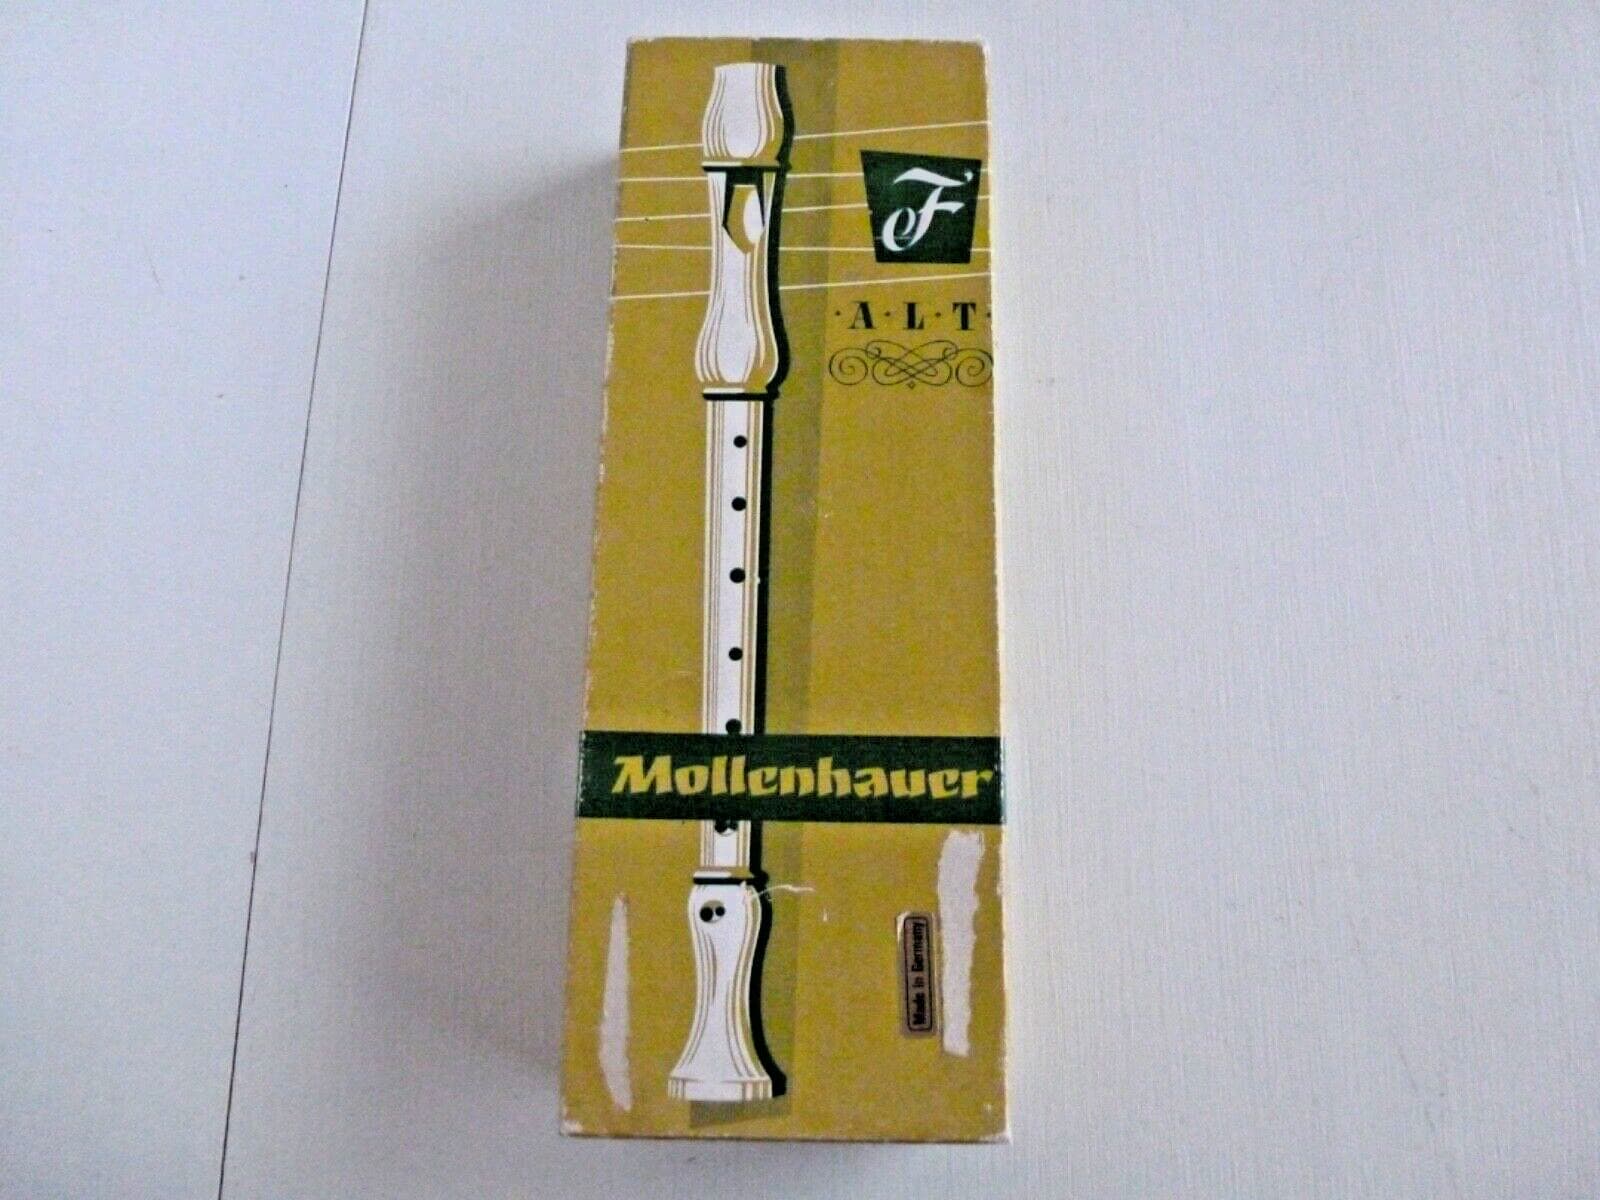 F'
·A·L·T·
Mollenhauer
Made in Germany